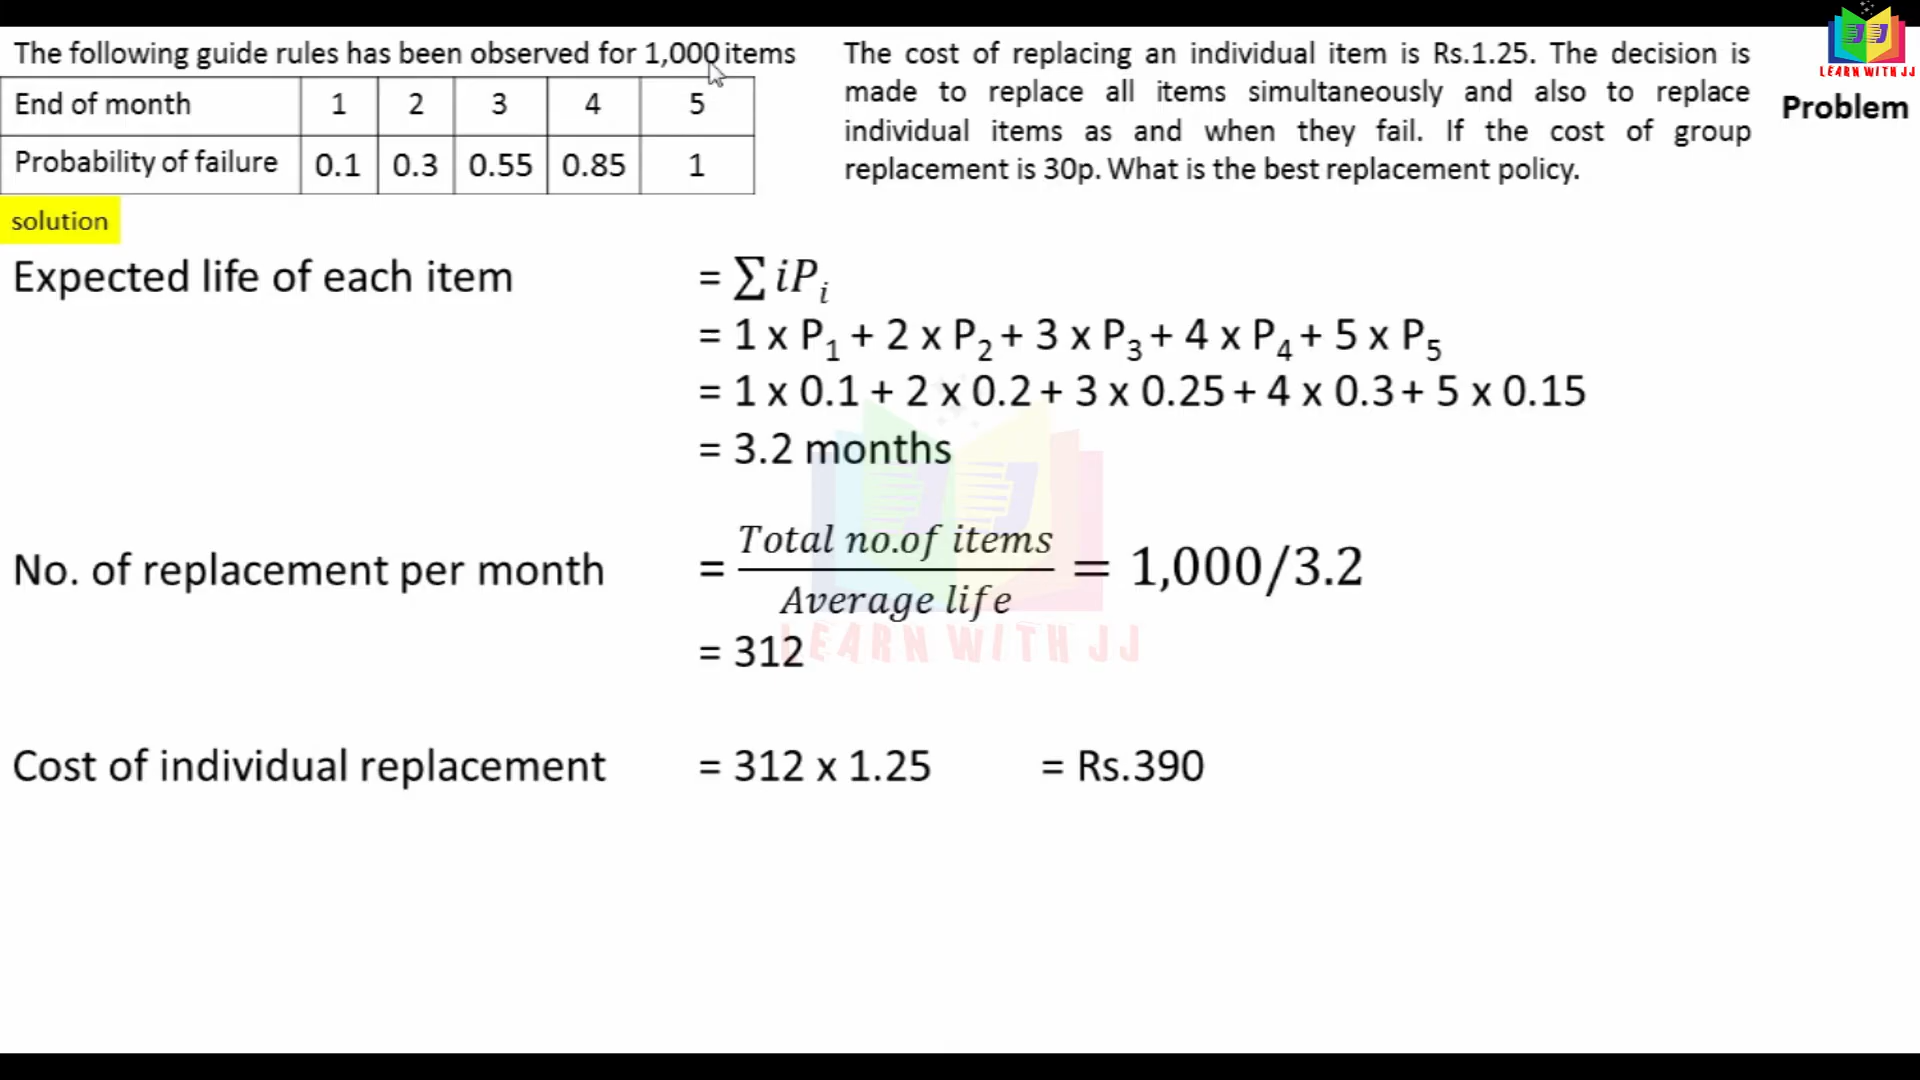 The following guide rules has been observed for 1,000 items
End of month 1 2 3 4 5
Probability of failure 0.1 0.3 0.55 0.85 1
The cost of replacing an individual item is Rs.1.25. The decision is
made to replace all items simultaneously and also to replace
individual items as and when they fail. If the cost of group
replacement is 30p. What is the best replacement policy.
LEARN WITH JJ
Problem
solution
Expected life of each item = ∑ iPᵢ
= 1 x P₁ + 2 x P₂ + 3 x P₃ + 4 x P₄ + 5 x P₅
= 1 x 0.1 + 2 x 0.2 + 3 x 0.25 + 4 x 0.3 + 5 x 0.15
= 3.2 months
No. of replacement per month = Total no.of items / Average life = 1,000/3.2
= 312
LEARN WITH JJ
Cost of individual replacement = 312 x 1.25 = Rs.390